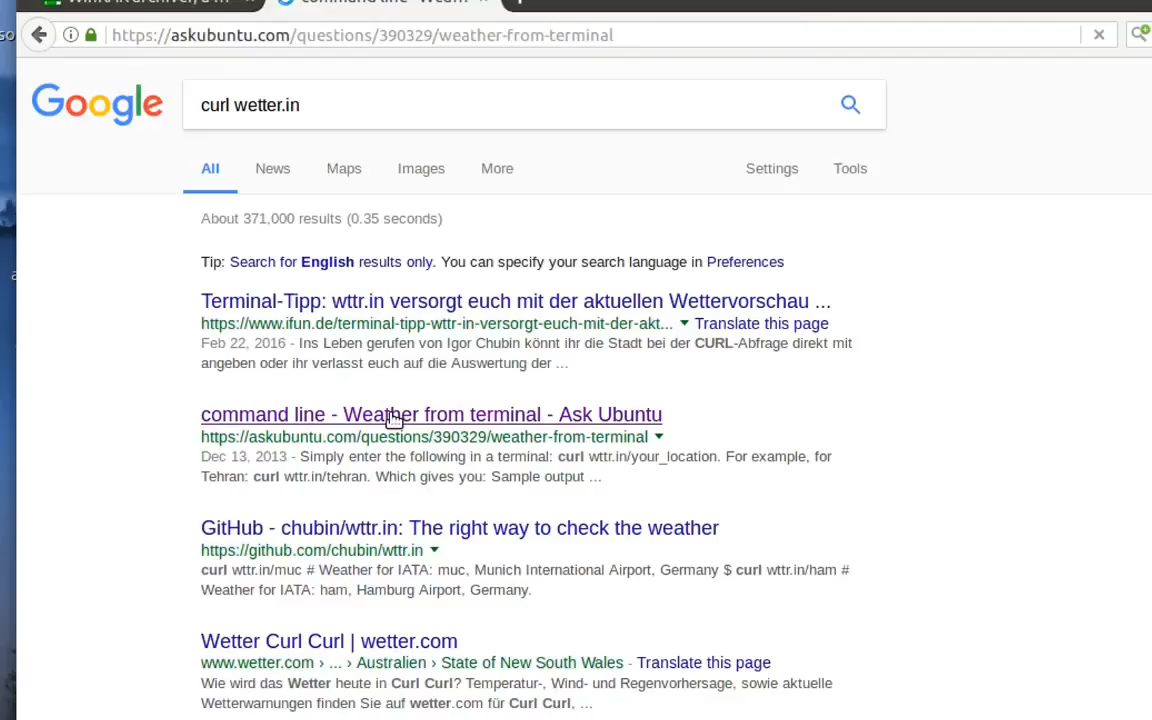 https://askubuntu.com/questions/390329/weather-from-terminal
Google
curl wetter.in
All
News
Maps
Images
More
Settings
Tools
About 371,000 results (0.35 seconds)
Tip: Search for English results only. You can specify your search language in Preferences
Terminal-Tipp: wttr.in versorgt euch mit der aktuellen Wettervorschau ...
https://www.ifun.de/terminal-tipp-wttr-in-versorgt-euch-mit-der-akt... Translate this page
Feb 22, 2016 - Ins Leben gerufen von Igor Chubin könnt ihr die Stadt bei der CURL-Abfrage direkt mit
angeben oder ihr verlasst euch auf die Auswertung der ...
command line - Weather from terminal - Ask Ubuntu
https://askubuntu.com/questions/390329/weather-from-terminal
Dec 13, 2013 - Simply enter the following in a terminal: curl wttr.in/your_location. For example, for
Tehran: curl wttr.in/tehran. Which gives you: Sample output ...
GitHub - chubin/wttr.in: The right way to check the weather
https://github.com/chubin/wttr.in
curl wttr.in/muc # Weather for IATA: muc, Munich International Airport, Germany $ curl wttr.in/ham #
Weather for IATA: ham, Hamburg Airport, Germany.
Wetter Curl Curl | wetter.com
www.wetter.com › ... › Australien › State of New South Wales - Translate this page
Wie wird das Wetter heute in Curl Curl? Temperatur-, Wind- und Regenvorhersage, sowie aktuelle
Wetterwarnungen finden Sie auf wetter.com für Curl Curl, ...